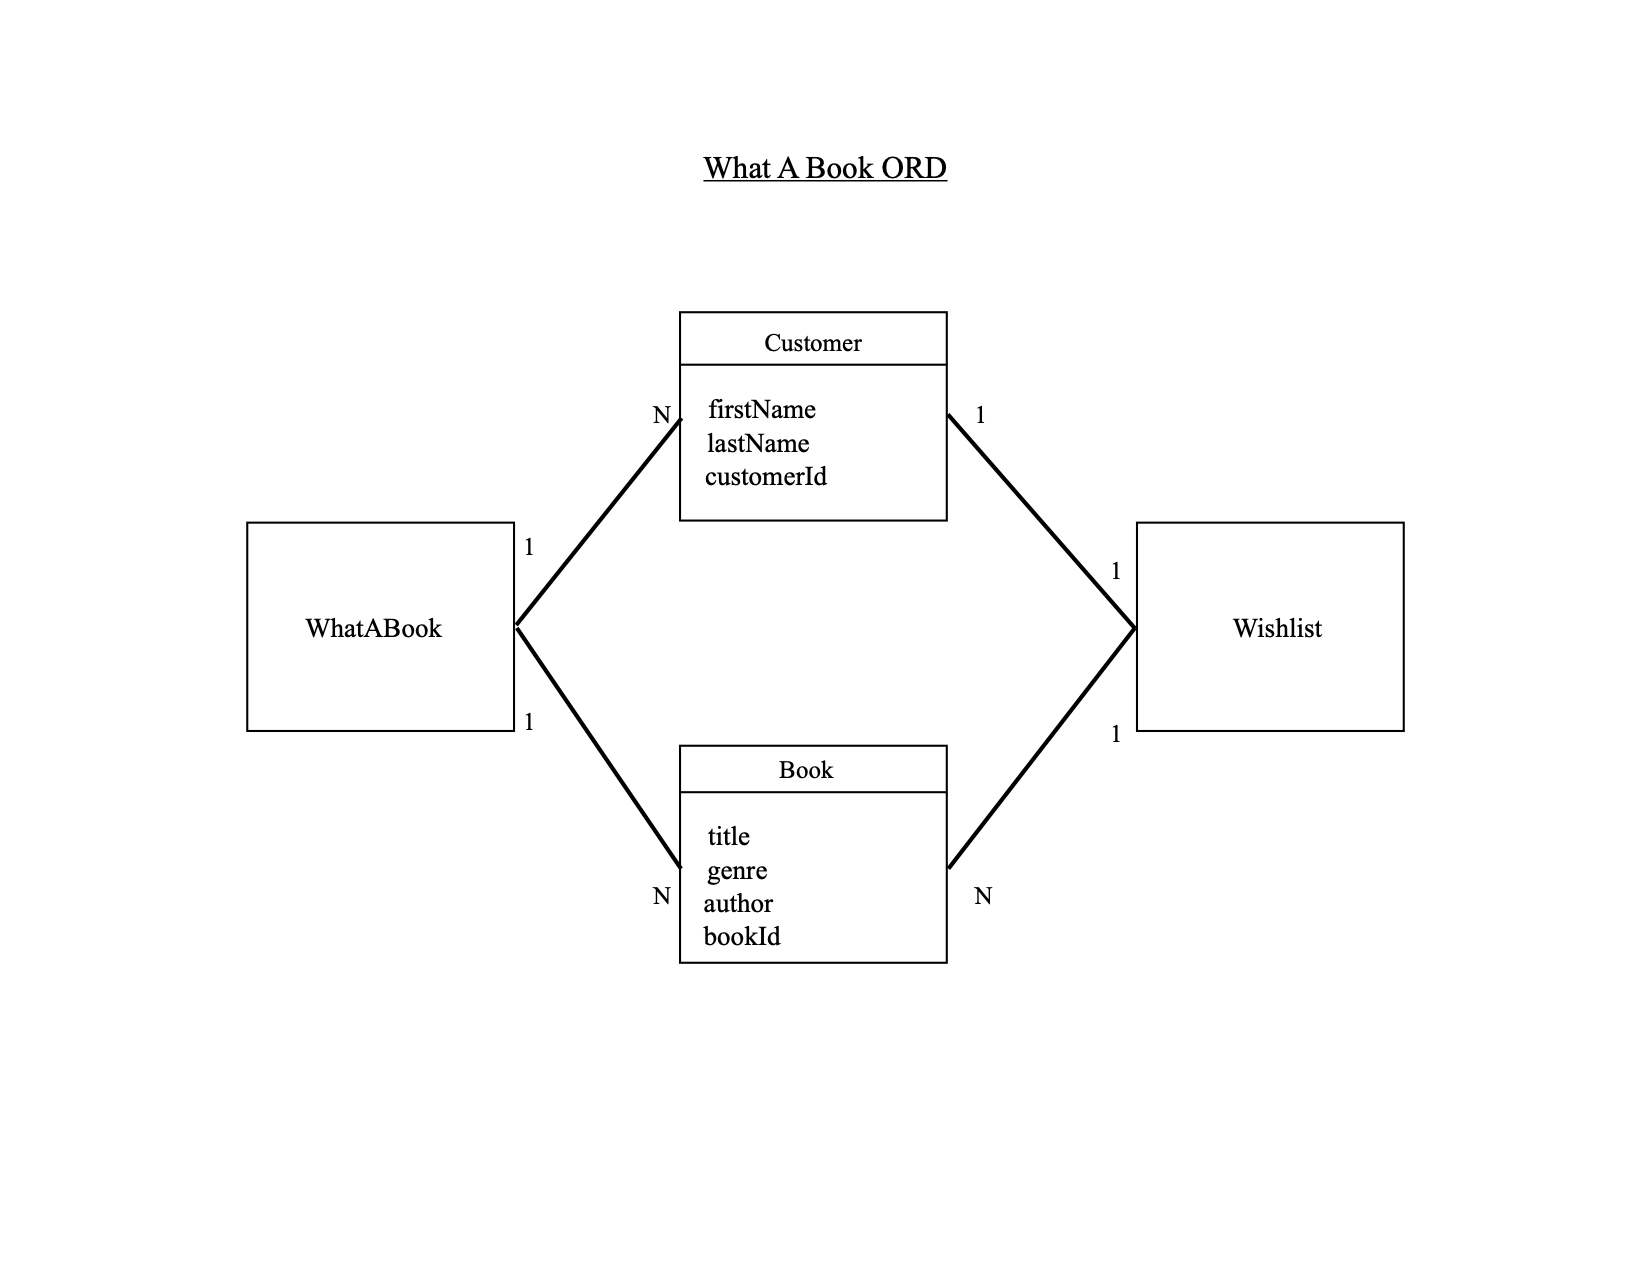 What A Book ORD
Customer
N
firstName
1
lastName
customerId
1
1
WhatABook
Wishlist
1
1
Book
title
genre
N
author
N
bookId